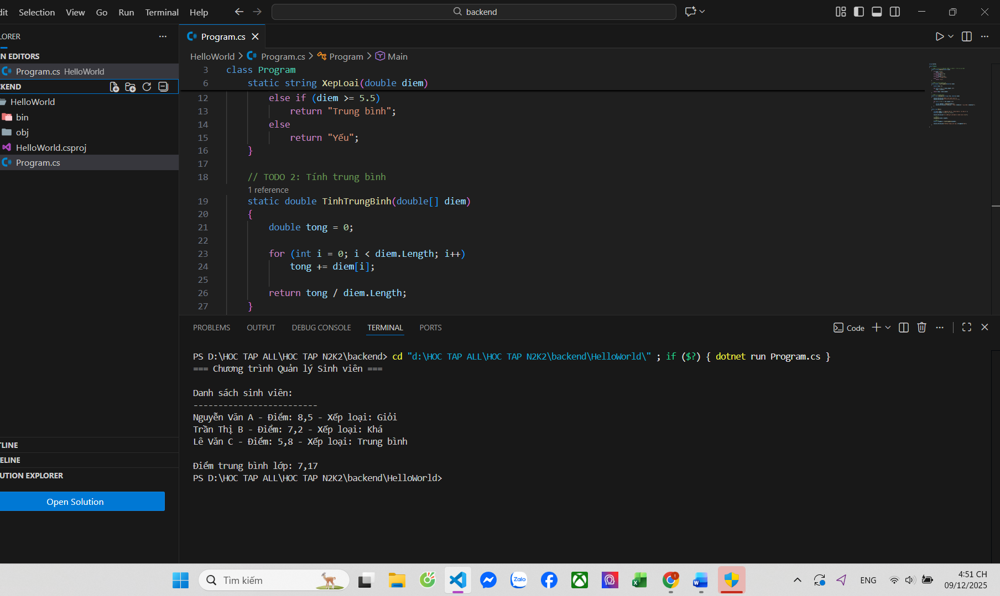 dit Selection View Go Run Terminal Help
backend
LORER
Program.cs
N EDITORS
Program.cs HelloWorld
KEND
HelloWorld
bin
obj
HelloWorld.csproj
Program.cs
TLINE
ELINE
UTION EXPLORER
Open Solution
HelloWorld > Program.cs > Program > Main
3 class Program
6 static string XepLoai(double diem)
12 else if (diem >= 5.5)
13 return "Trung bình";
14 else
15 return "Yếu";
16 }
17
18 // TODO 2: Tính trung bình
1 reference
19 static double TinhTrungBinh(double[] diem)
20 {
21 double tong = 0;
22
23 for (int i = 0; i < diem.Length; i++)
24 tong += diem[i];
25
26 return tong / diem.Length;
27 }
PROBLEMS OUTPUT DEBUG CONSOLE TERMINAL PORTS
Code
PS D:\HOC TAP ALL\HOC TAP N2K2\backend> cd "d:\HOC TAP ALL\HOC TAP N2K2\backend\HelloWorld\" ; if ($?) { dotnet run Program.cs }
=== Chương trình Quản lý Sinh viên ===
Danh sách sinh viên:
-------------------------
Nguyễn Văn A - Điểm: 8,5 - Xếp loại: Giỏi
Trần Thị B - Điểm: 7,2 - Xếp loại: Khá
Lê Văn C - Điểm: 5,8 - Xếp loại: Trung bình
Điểm trung bình lớp: 7,17
PS D:\HOC TAP ALL\HOC TAP N2K2\backend\HelloWorld>
Tìm kiếm
Zalo
ENG
4:51 CH
09/12/2025